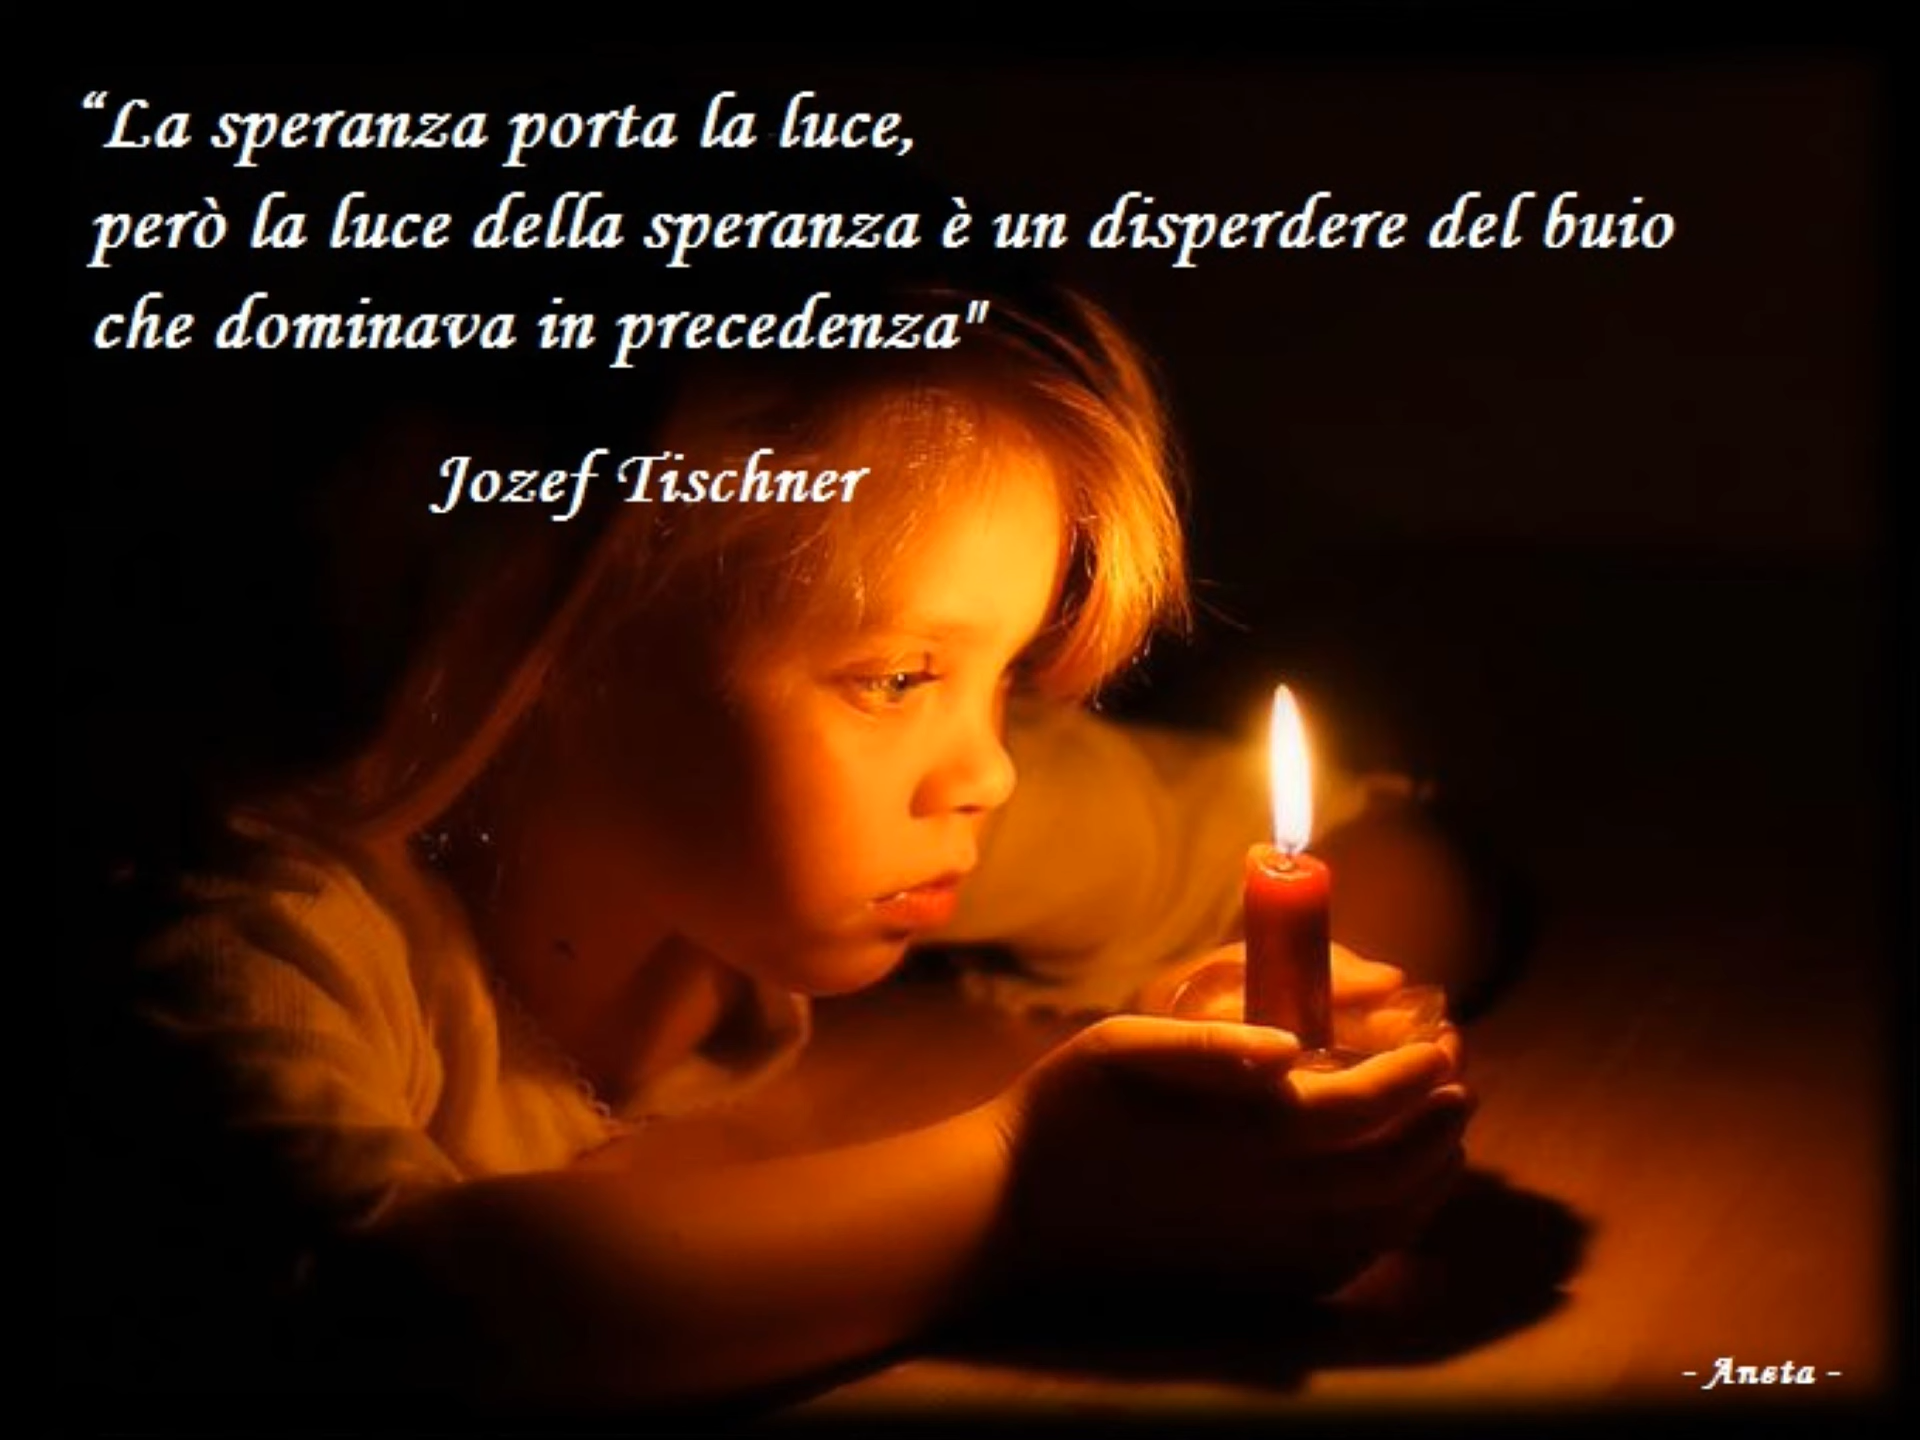 “La speranza porta la luce,
però la luce della speranza è un disperdere del buio
che dominava in precedenza"
Jozef Tischner
- Aneta -